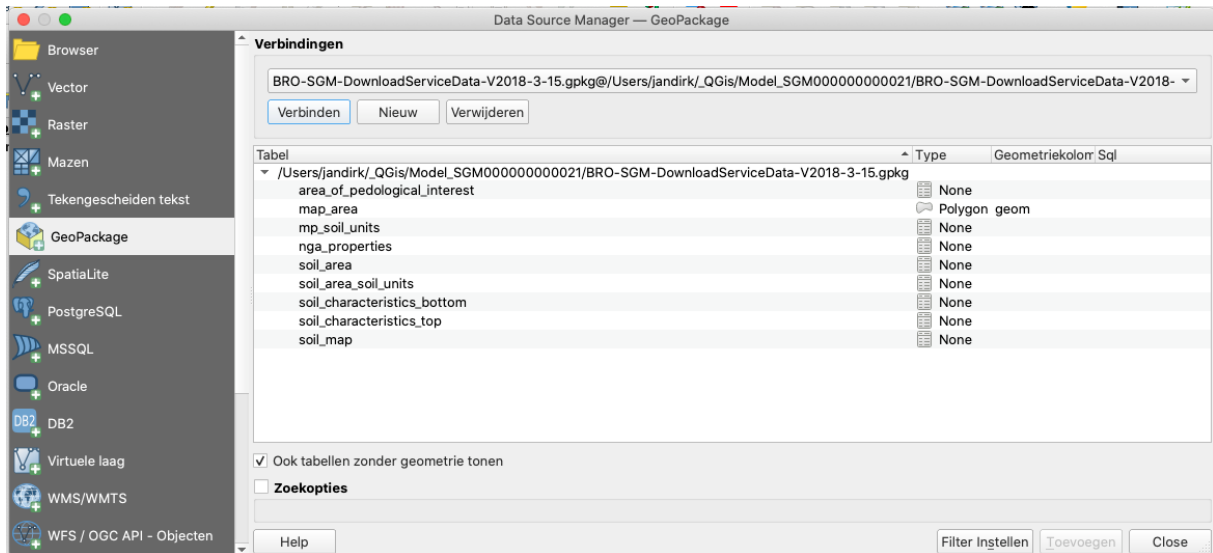 Data Source Manager — GeoPackage
Browser
Vector
Raster
Mazen
Tekengescheiden tekst
GeoPackage
SpatiaLite
PostgreSQL
MSSQL
Oracle
DB2 DB2
Virtuele laag
WMS/WMTS
WFS / OGC API - Objecten
Verbindingen
BRO-SGM-DownloadServiceData-V2018-3-15.gpkg@/Users/jandirk/_QGis/Model_SGM000000000021/BRO-SGM-DownloadServiceData-V2018-
Verbinden Nieuw Verwijderen
Tabel Type Geometriekolom Sql
/Users/jandirk/_QGis/Model_SGM000000000021/BRO-SGM-DownloadServiceData-V2018-3-15.gpkg
area_of_pedological_interest None
map_area Polygon geom
mp_soil_units None
nga_properties None
soil_area None
soil_area_soil_units None
soil_characteristics_bottom None
soil_characteristics_top None
soil_map None
Ook tabellen zonder geometrie tonen
Zoekopties
Help Filter Instellen Toevoegen Close